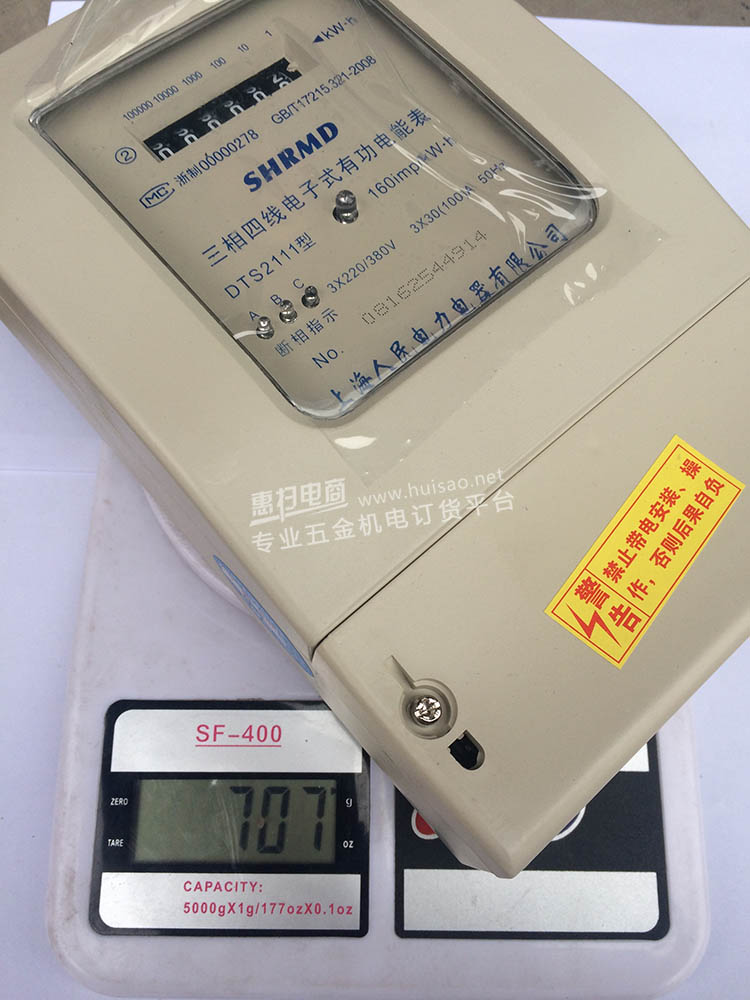 100000 10000 1000 100 10 1
◀kW·h
②
MC 浙制00000278 GB/T17215.321-2008
SHRMD
三相四线电子式有功电能表
DTS2111型 160imp/kW·h
3X220/380V 3X30(100)A 50Hz
A B C
断相指示
No. 08162544914
上海人民电力电器有限公司
惠扫电商 www.huisao.net
专业五金机电订货平台
警告
禁止带电安装、操
作,否则后果自负
SF-400
ZERO
707 g
TARE
oz
CAPACITY:
5000gX1g/177ozX0.1oz